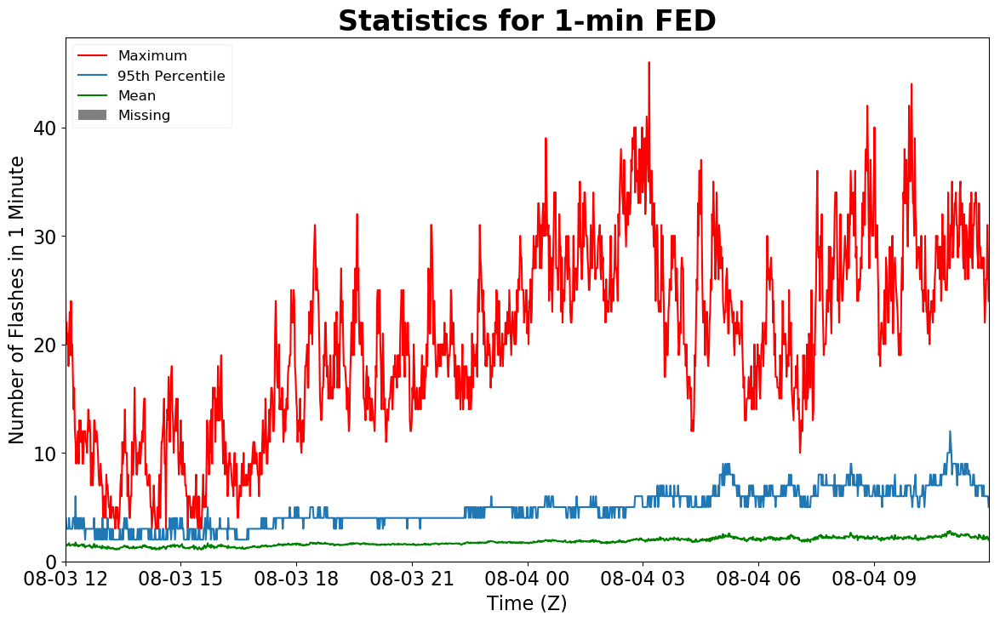 Statistics for 1-min FED
Maximum
95th Percentile
Mean
Missing
Number of Flashes in 1 Minute
40
30
20
10
0
08-03 12 08-03 15 08-03 18 08-03 21 08-04 00 08-04 03 08-04 06 08-04 09
Time (Z)